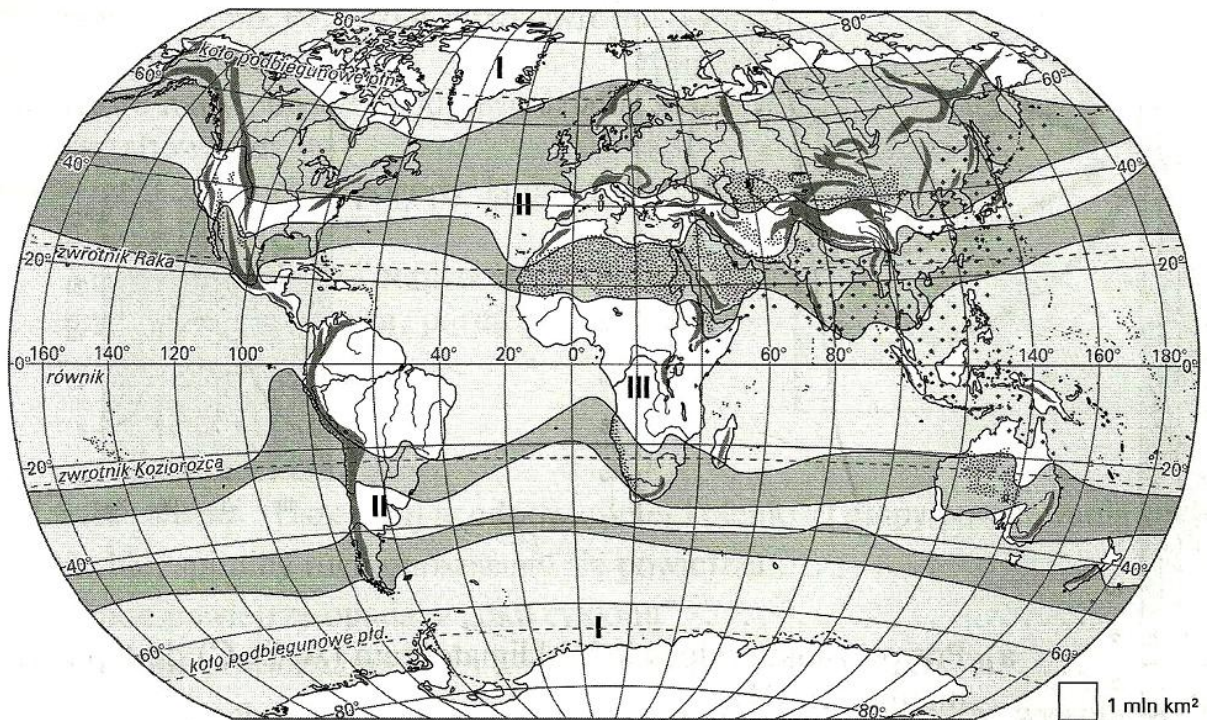 80° 80°
koło podbiegunowe płn.
I
60° 60°
40° 40°
II
zwrotnik Raka
20° 20°
0° 160° 140° 120° 100° 40° 20° 0° 60° 80° 140° 160° 180° 0°
równik
III
zwrotnik Koziorożca
20° 20°
II
40° 40°
I
koło podbiegunowe płd.
60° 60°
80° 80°
1 mln km²